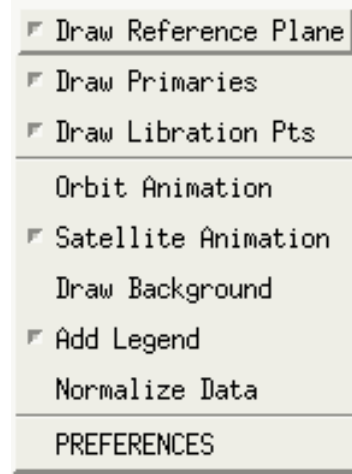 Draw Reference Plane
Draw Primaries
Draw Libration Pts
Orbit Animation
Satellite Animation
Draw Background
Add Legend
Normalize Data
PREFERENCES